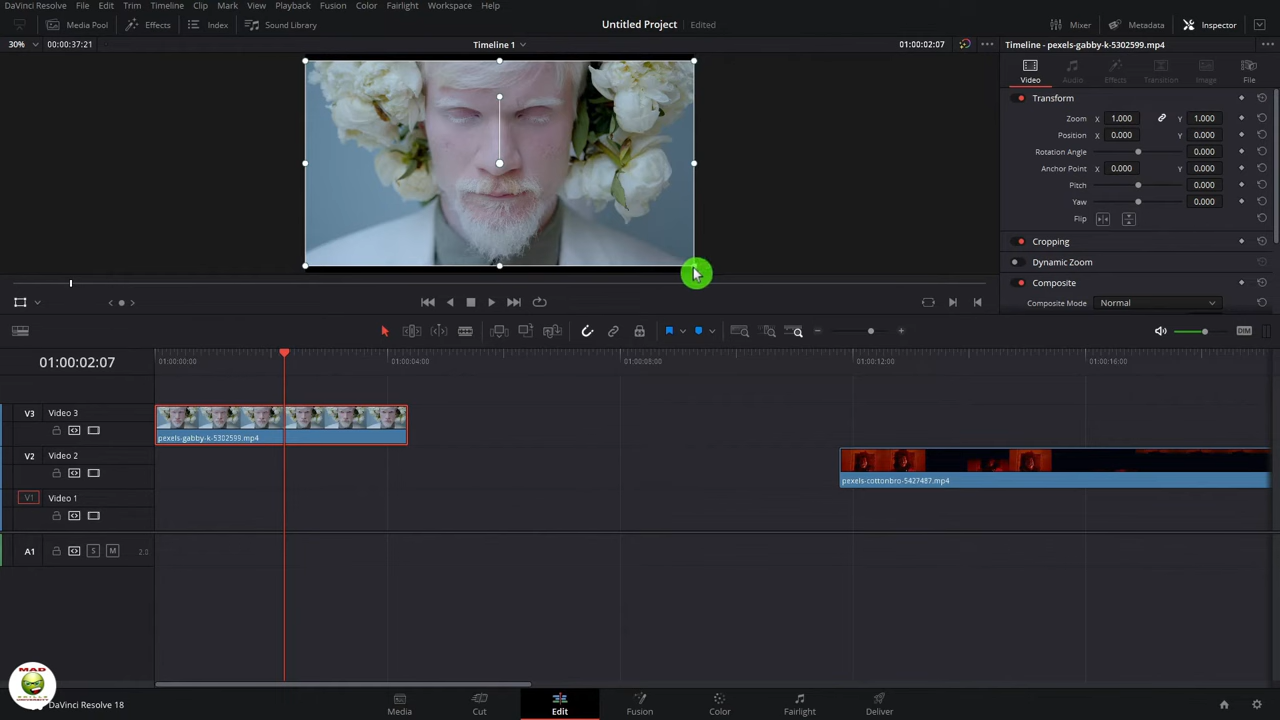 DaVinci Resolve File Edit Trim Timeline Clip Mark View Playback Fusion Color Fairlight Workspace Help
Media Pool Effects Index Sound Library Untitled Project Edited Mixer Metadata Inspector
30% 00:00:37:21 Timeline 1 01:00:02:07 Timeline - pexels-gabby-k-5302599.mp4
Video Audio Effects Transition Image File
Transform
Zoom X 1.000 Y 1.000
Position X 0.000 Y 0.000
Rotation Angle 0.000
Anchor Point X 0.000 Y 0.000
Pitch 0.000
Yaw 0.000
Flip
Cropping
Dynamic Zoom
Composite
Composite Mode Normal
DIM
01:00:02:07 01:00:00:00 01:00:04:00 01:00:12:00 01:00:16:00
V3 Video 3
pexels-gabby-k-5302599.mp4
V2 Video 2
pexels-cottonbro-5427487.mp4
V1 Video 1
A1 S M 2.0
MAD
DaVinci Resolve 18
Media Cut Edit Fusion Color Fairlight Deliver